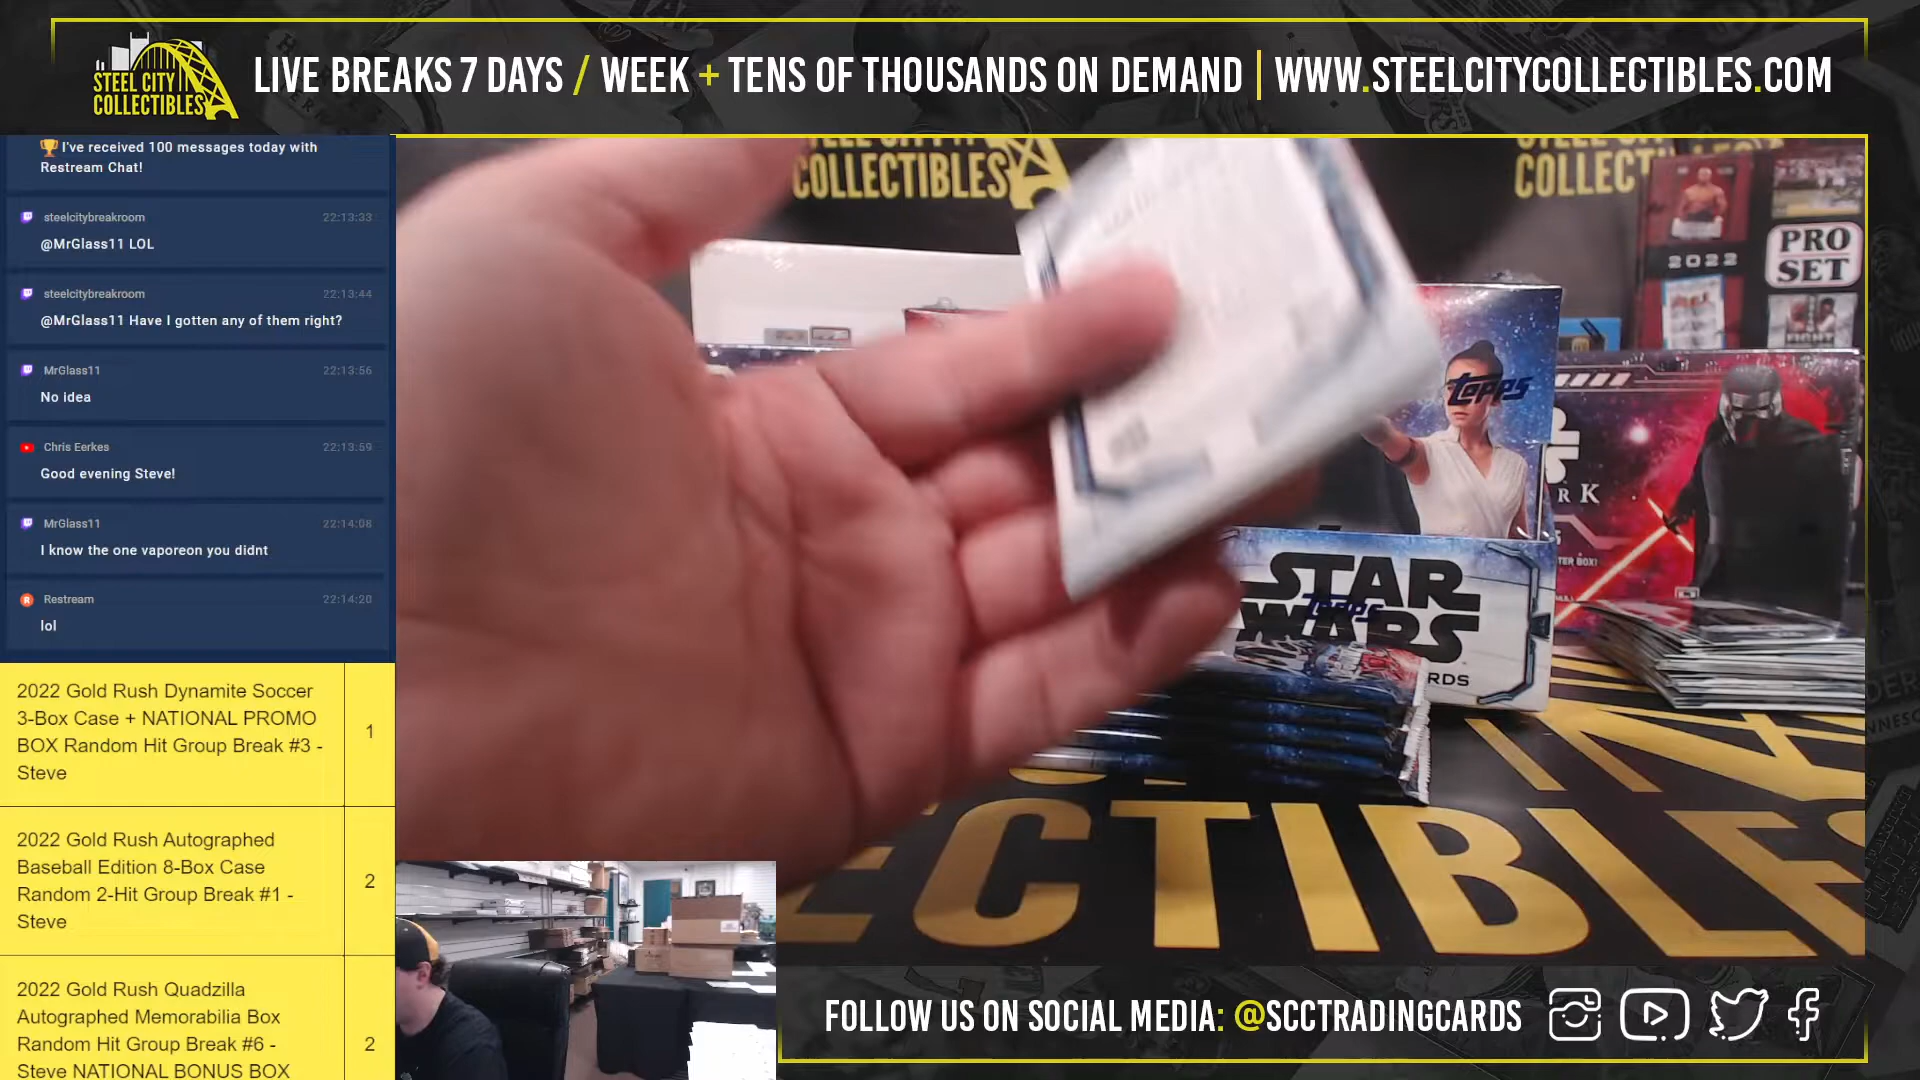 STEEL CITY
COLLECTIBLES
LIVE BREAKS 7 DAYS / WEEK + TENS OF THOUSANDS ON DEMAND | WWW.STEELCITYCOLLECTIBLES.COM
🏆 I've received 100 messages today with
Restream Chat!
steelcitybreakroom 22:13:33
@MrGlass11 LOL
steelcitybreakroom 22:13:44
@MrGlass11 Have I gotten any of them right?
MrGlass11 22:13:56
No idea
Chris Eerkes 22:13:59
Good evening Steve!
MrGlass11 22:14:08
I know the one vaporeon you didnt
Restream 22:14:20
lol
2022 Gold Rush Dynamite Soccer
3-Box Case + NATIONAL PROMO
BOX Random Hit Group Break #3 -
Steve
1
2022 Gold Rush Autographed
Baseball Edition 8-Box Case
Random 2-Hit Group Break #1 -
Steve
2
2022 Gold Rush Quadzilla
Autographed Memorabilia Box
Random Hit Group Break #6 -
Steve NATIONAL BONUS BOX
2
COLLECTIBLES
COLLEC
2022
PRO
SET
FIGHT
topps
RK
STAR
WARS
topps
RDS
ECTIBLE
FOLLOW US ON SOCIAL MEDIA: @SCCTRADINGCARDS